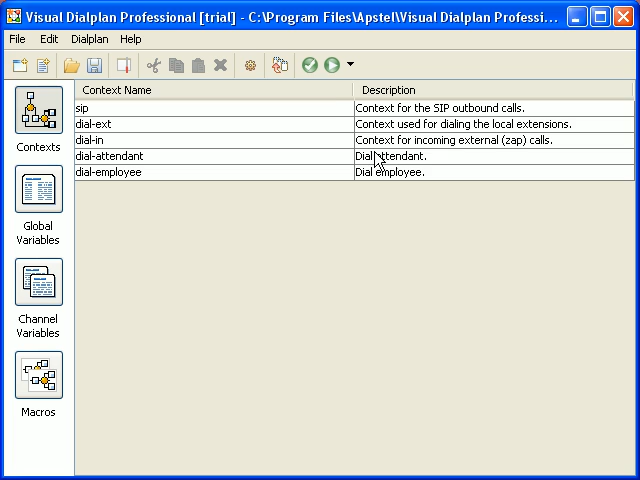 Visual Dialplan Professional [trial] - C:\Program Files\Apstel\Visual Dialplan Professi...
File Edit Dialplan Help
Context Name Description
sip Context for the SIP outbound calls.
dial-ext Context used for dialing the local extensions.
dial-in Context for incoming external (zap) calls.
dial-attendant Dial attendant.
dial-employee Dial employee.
Contexts
Global
Variables
Channel
Variables
Macros